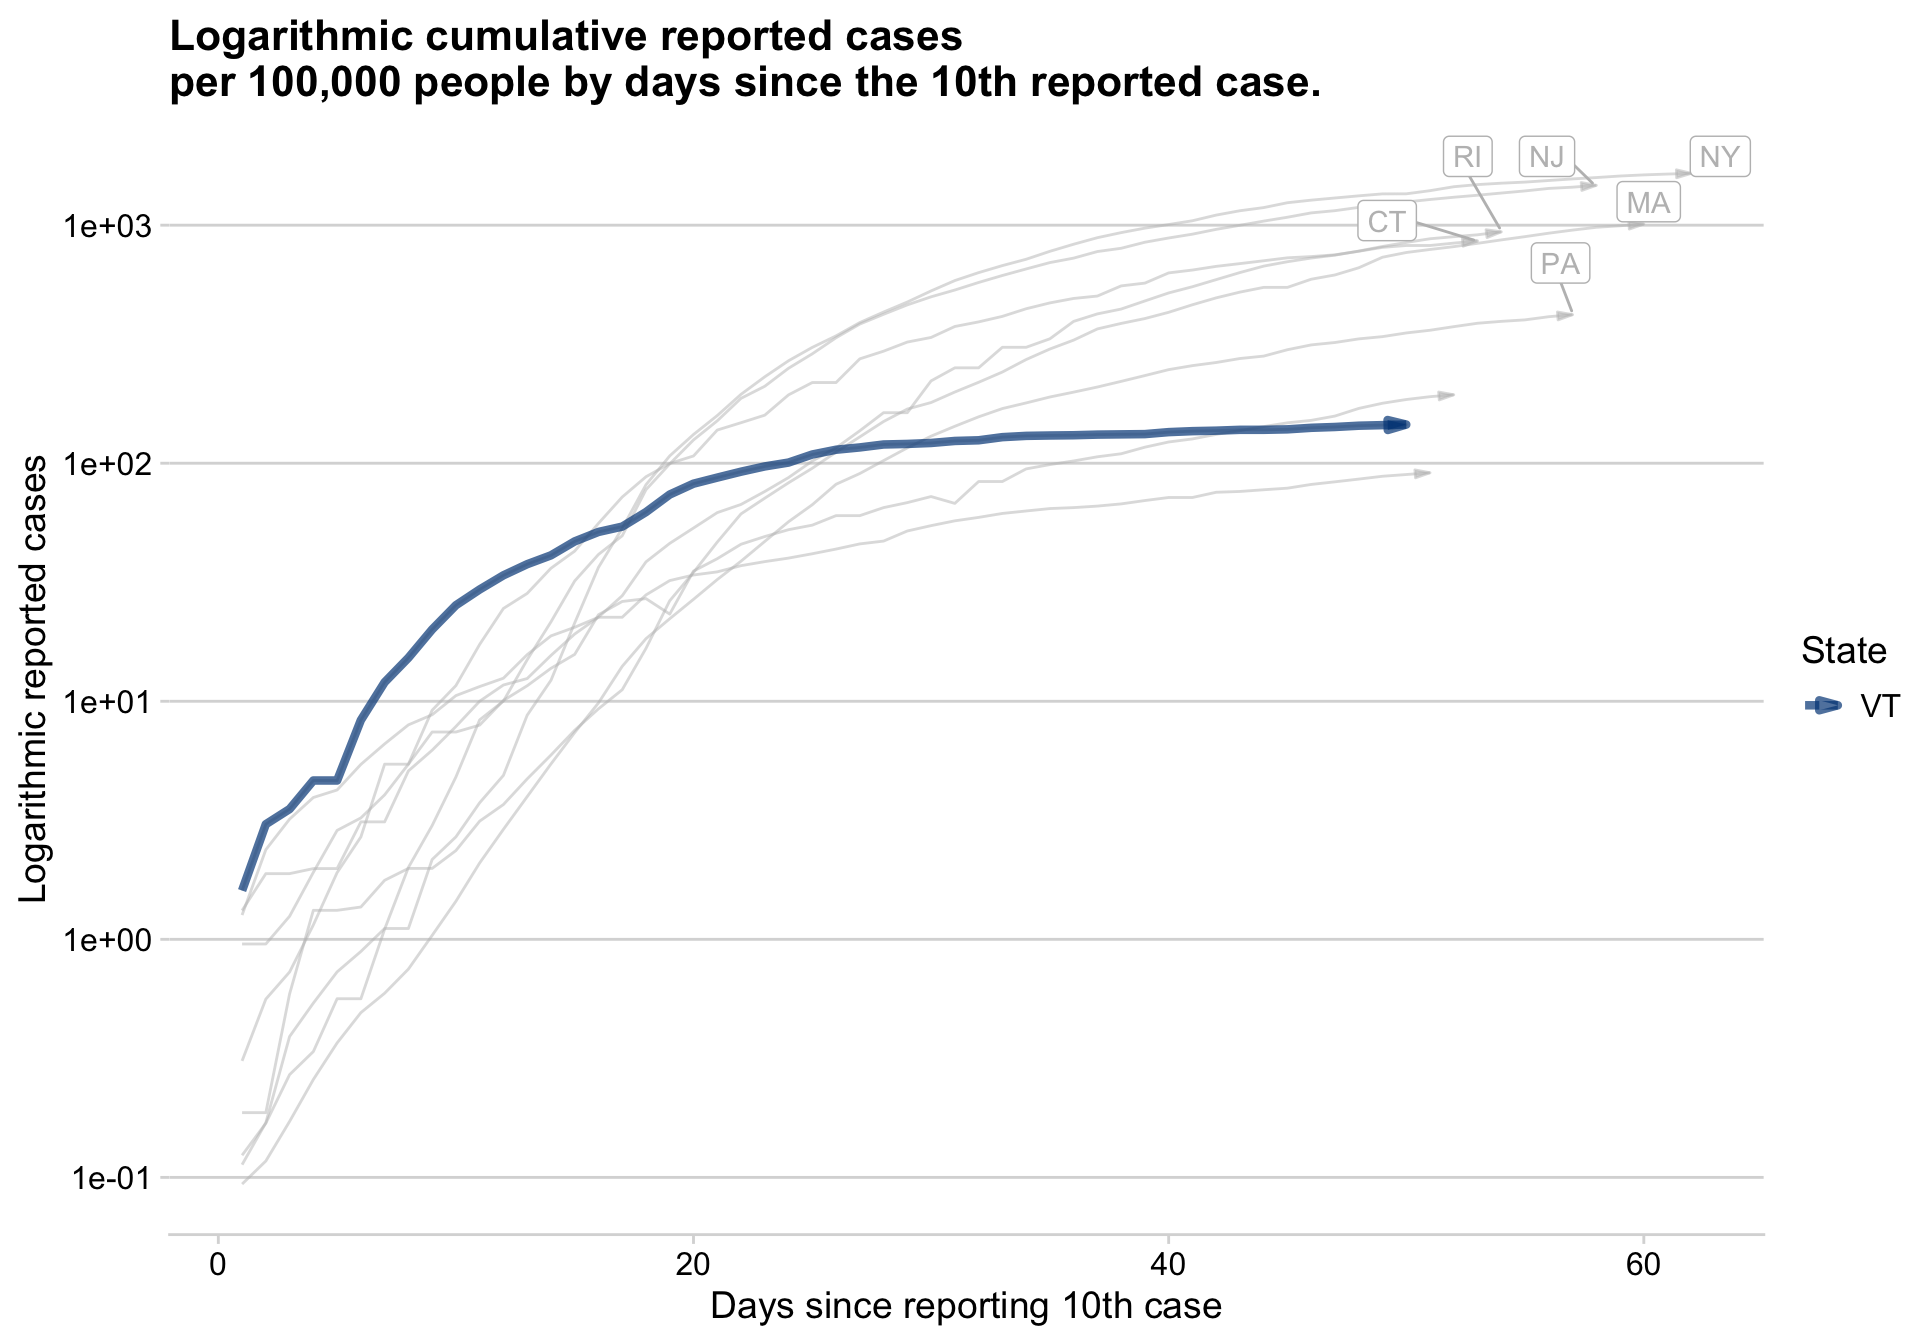 Logarithmic cumulative reported cases
per 100,000 people by days since the 10th reported case.
RI
NJ
NY
MA
CT
PA
1e+03
1e+02
1e+01
1e+00
1e-01
Logarithmic reported cases
State
VT
0
20
40
60
Days since reporting 10th case